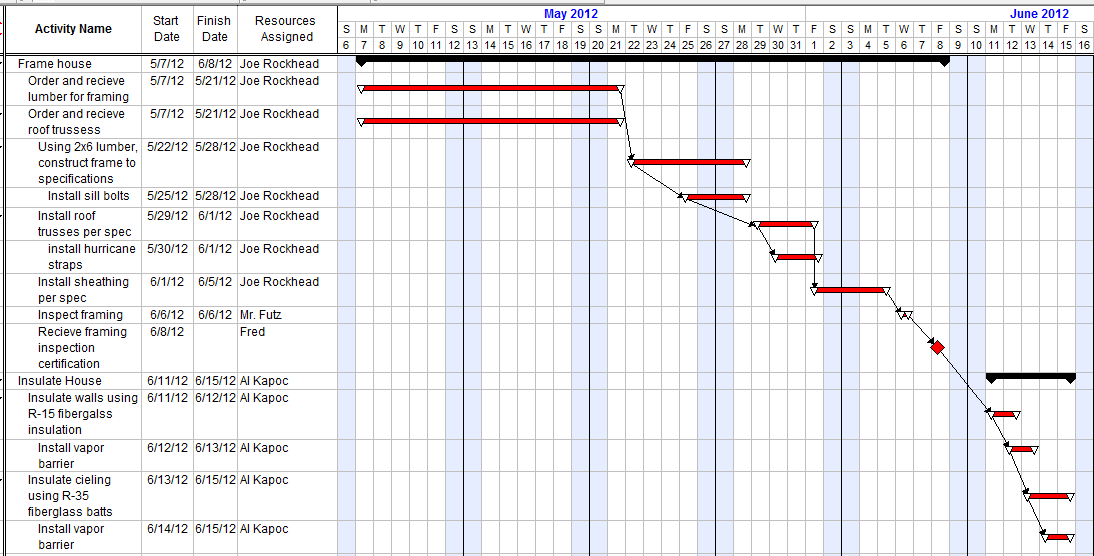 May 2012 June 2012
Activity Name Start Date Finish Date Resources Assigned
S M T W T F S S M T W T F S S M T W T F S S M T W T F S S M T W T F S S M T W T F S
6 7 8 9 10 11 12 13 14 15 16 17 18 19 20 21 22 23 24 25 26 27 28 29 30 31 1 2 3 4 5 6 7 8 9 10 11 12 13 14 15 16
Frame house 5/7/12 6/8/12 Joe Rockhead
Order and recieve 5/7/12 5/21/12 Joe Rockhead
lumber for framing
Order and recieve 5/7/12 5/21/12 Joe Rockhead
roof trussess
Using 2x6 lumber, 5/22/12 5/28/12 Joe Rockhead
construct frame to
specifications
Install sill bolts 5/25/12 5/28/12 Joe Rockhead
Install roof 5/29/12 6/1/12 Joe Rockhead
trusses per spec
install hurricane 5/30/12 6/1/12 Joe Rockhead
straps
Install sheathing 6/1/12 6/5/12 Joe Rockhead
per spec
Inspect framing 6/6/12 6/6/12 Mr. Futz
Recieve framing 6/8/12 Fred
inspection
certification
Insulate House 6/11/12 6/15/12 Al Kapoc
Insulate walls using 6/11/12 6/12/12 Al Kapoc
R-15 fibergalss
insulation
Install vapor 6/12/12 6/13/12 Al Kapoc
barrier
Insulate cieling 6/13/12 6/15/12 Al Kapoc
using R-35
fiberglass batts
Install vapor 6/14/12 6/15/12 Al Kapoc
barrier